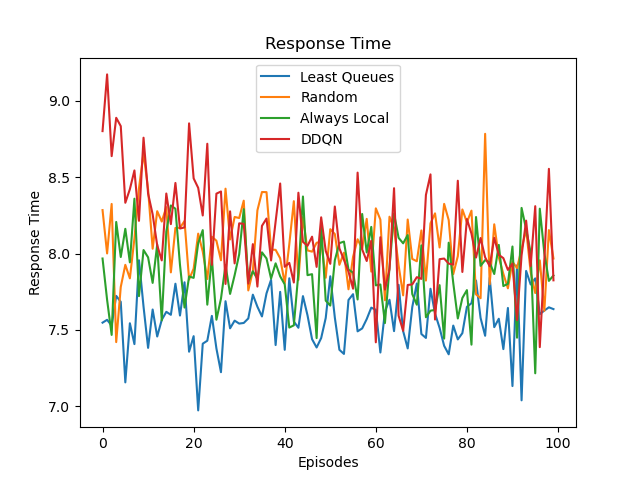 Response Time
Least Queues
Random
Always Local
DDQN
Response Time
9.0
8.5
8.0
7.5
7.0
0
20
40
60
80
100
Episodes